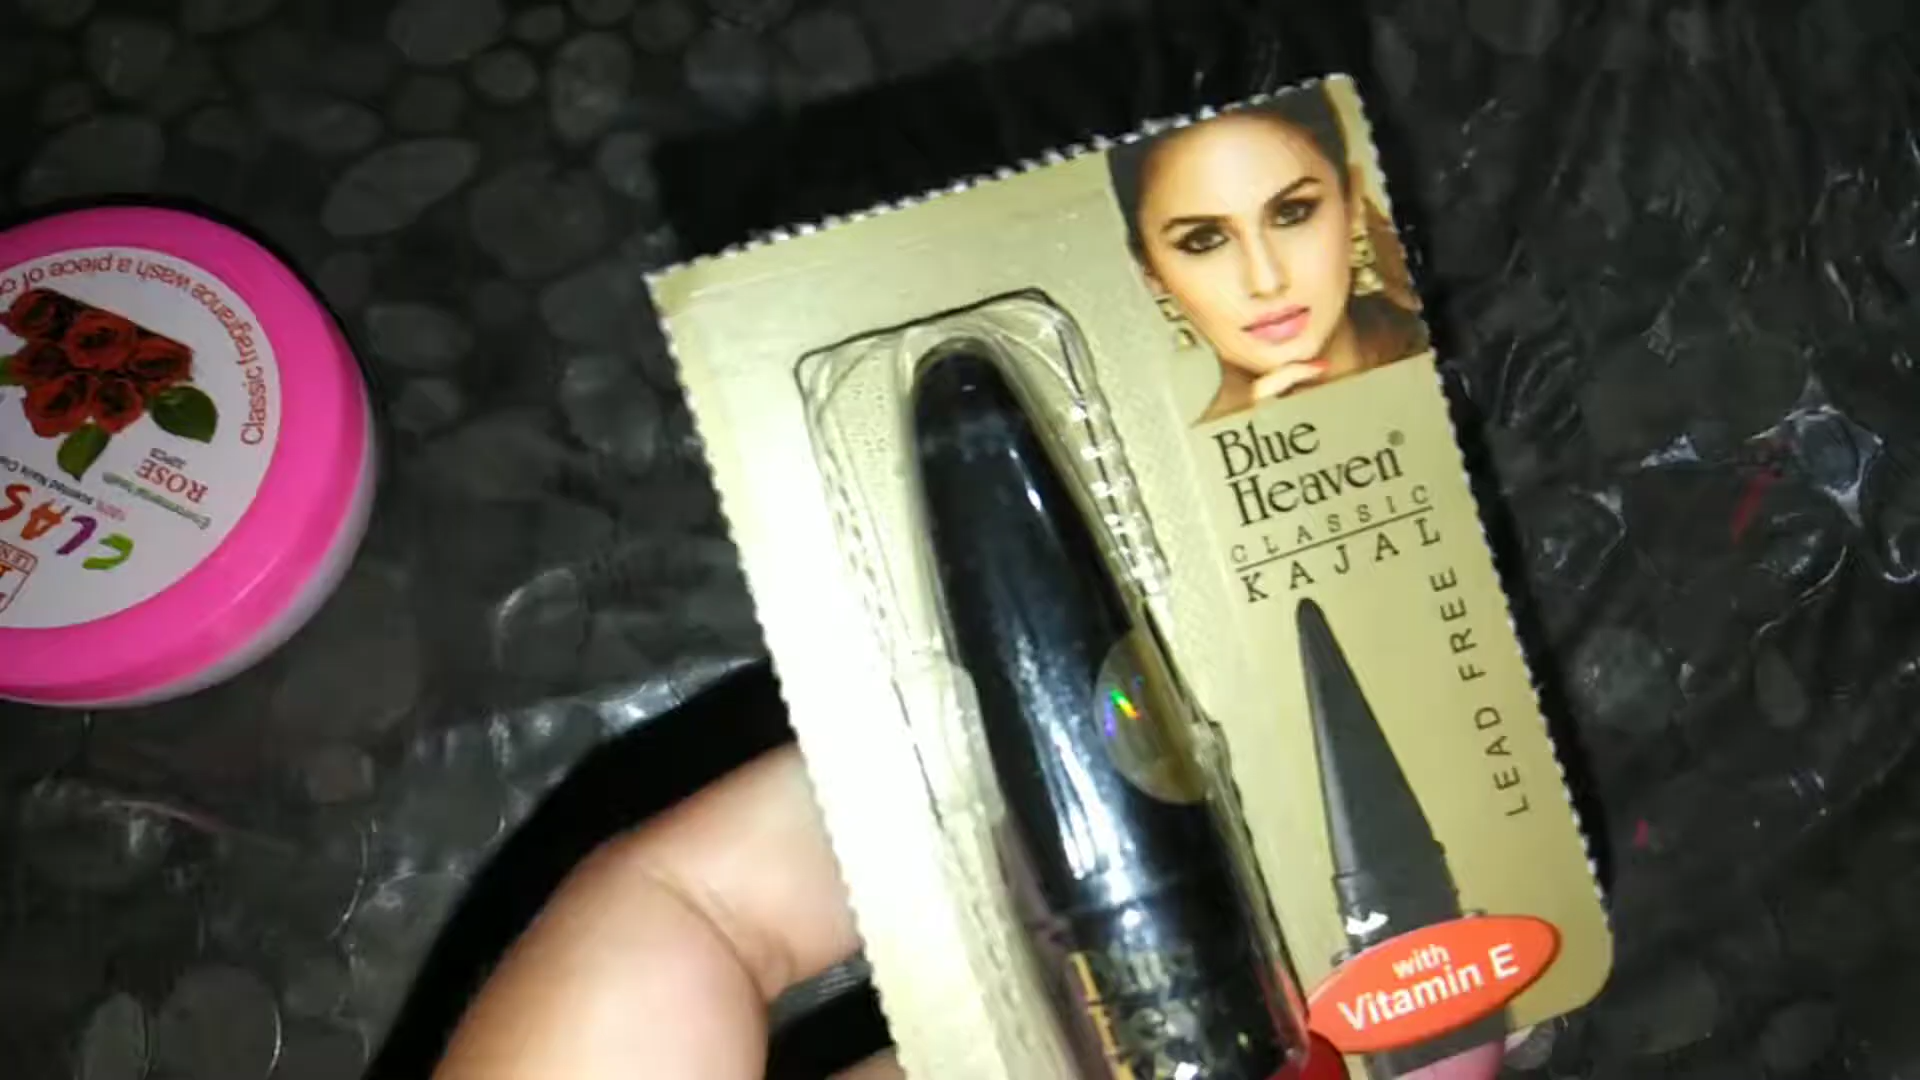 Blue
Heaven®
CLASSIC
KAJAL
LEAD FREE
with
Vitamin E
Classic fragrance wash a piece of
ROSE
CLAS